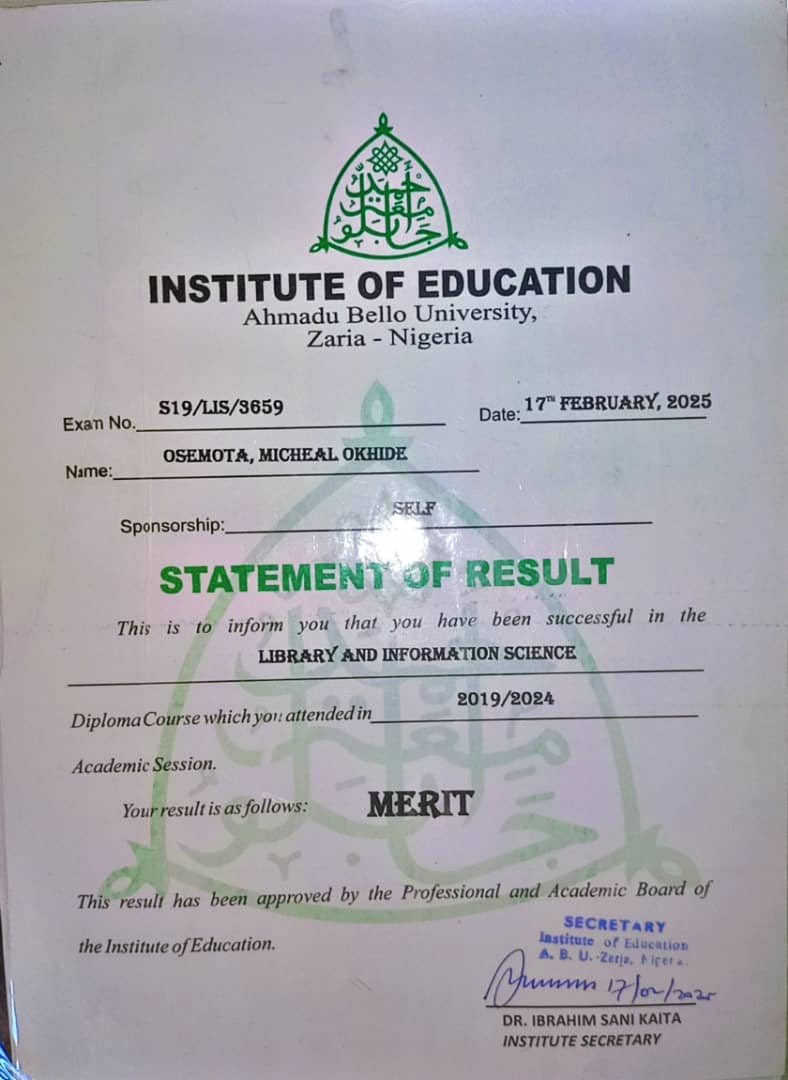 INSTITUTE OF EDUCATION
Ahmadu Bello University,
Zaria - Nigeria
Exam No. S19/LIS/3659
Date: 17TH FEBRUARY, 2025
Name: OSEMOTA, MICHEAL OKHIDE
Sponsorship: SELF
STATEMENT OF RESULT
This is to inform you that you have been successful in the
LIBRARY AND INFORMATION SCIENCE
Diploma Course which you attended in 2019/2024
Academic Session.
Your result is as follows: MERIT
This result has been approved by the Professional and Academic Board of
the Institute of Education.
SECRETARY
Institute of Education
A. B. U. Zaria,
17/02/2025
DR. IBRAHIM SANI KAITA
INSTITUTE SECRETARY